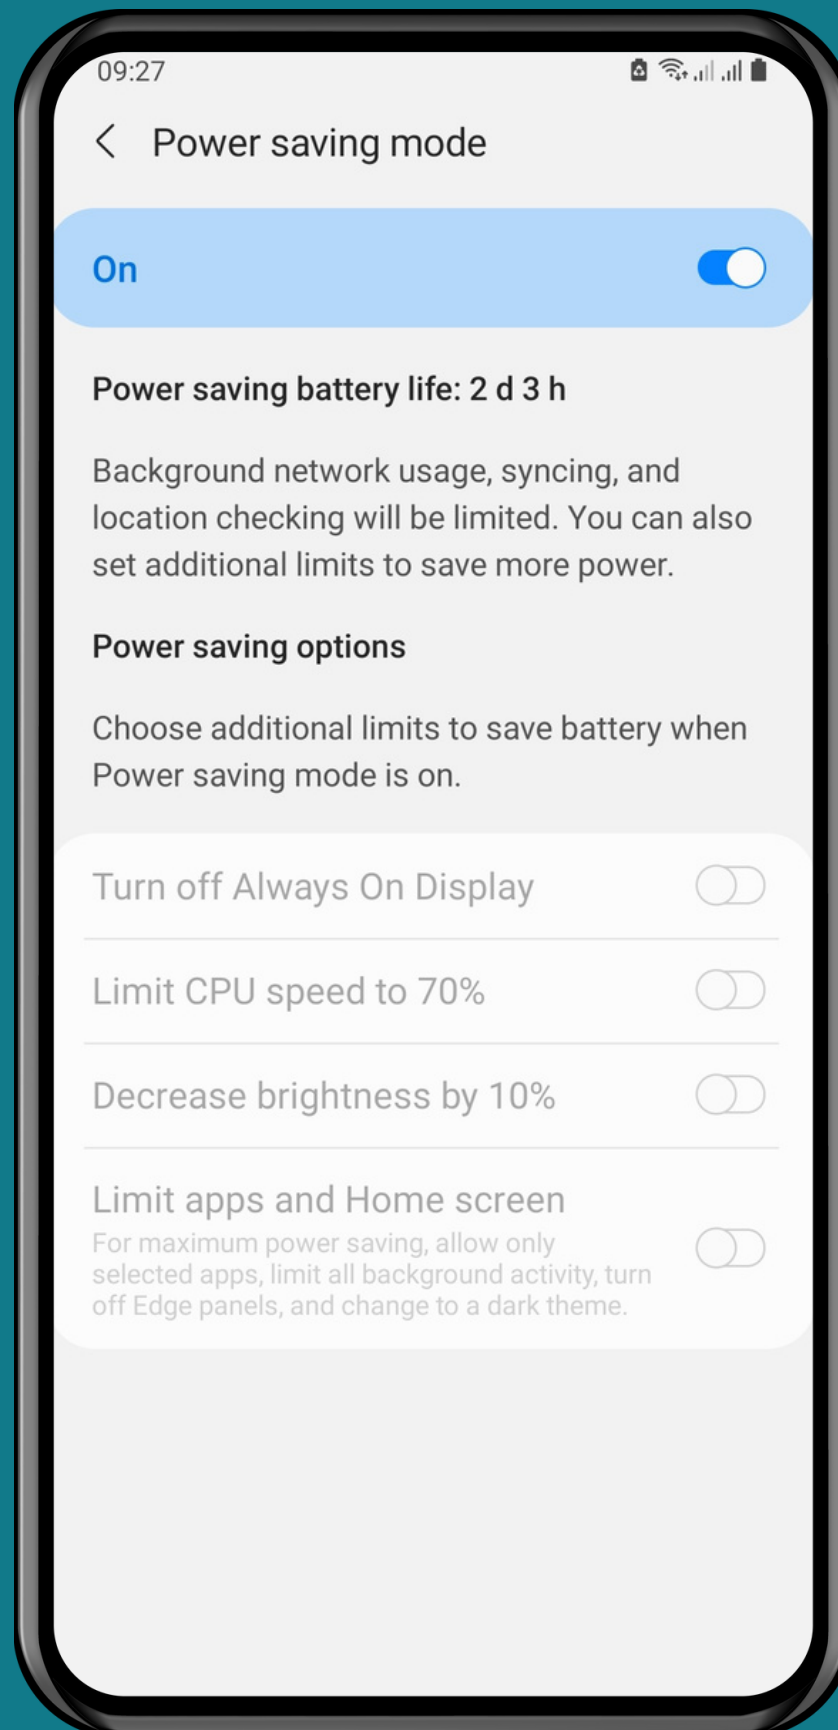 09:27
Power saving mode
On
Power saving battery life: 2 d 3 h
Background network usage, syncing, and
location checking will be limited. You can also
set additional limits to save more power.
Power saving options
Choose additional limits to save battery when
Power saving mode is on.
Turn off Always On Display
Limit CPU speed to 70%
Decrease brightness by 10%
Limit apps and Home screen
For maximum power saving, allow only
selected apps, limit all background activity, turn
off Edge panels, and change to a dark theme.